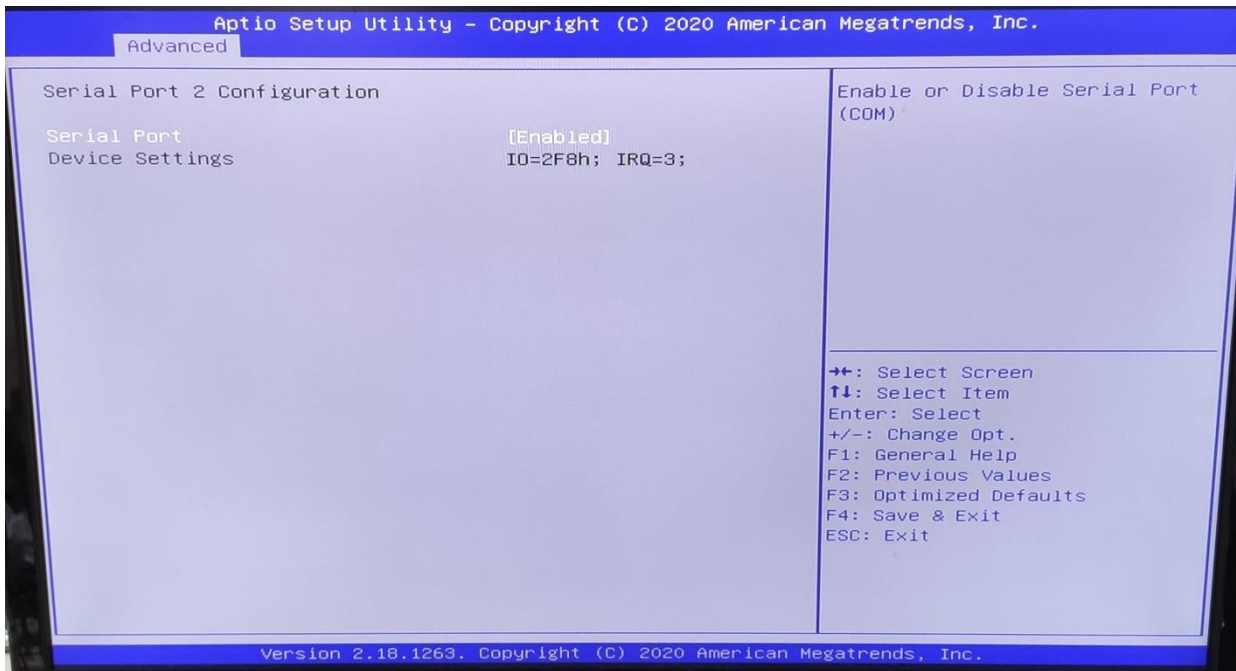 Aptio Setup Utility – Copyright (C) 2020 American Megatrends, Inc.
Advanced
Serial Port 2 Configuration
Serial Port [Enabled]
Device Settings IO=2F8h; IRQ=3;
Enable or Disable Serial Port
(COM)
→←: Select Screen
↑↓: Select Item
Enter: Select
+/-: Change Opt.
F1: General Help
F2: Previous Values
F3: Optimized Defaults
F4: Save & Exit
ESC: Exit
Version 2.18.1263. Copyright (C) 2020 American Megatrends, Inc.